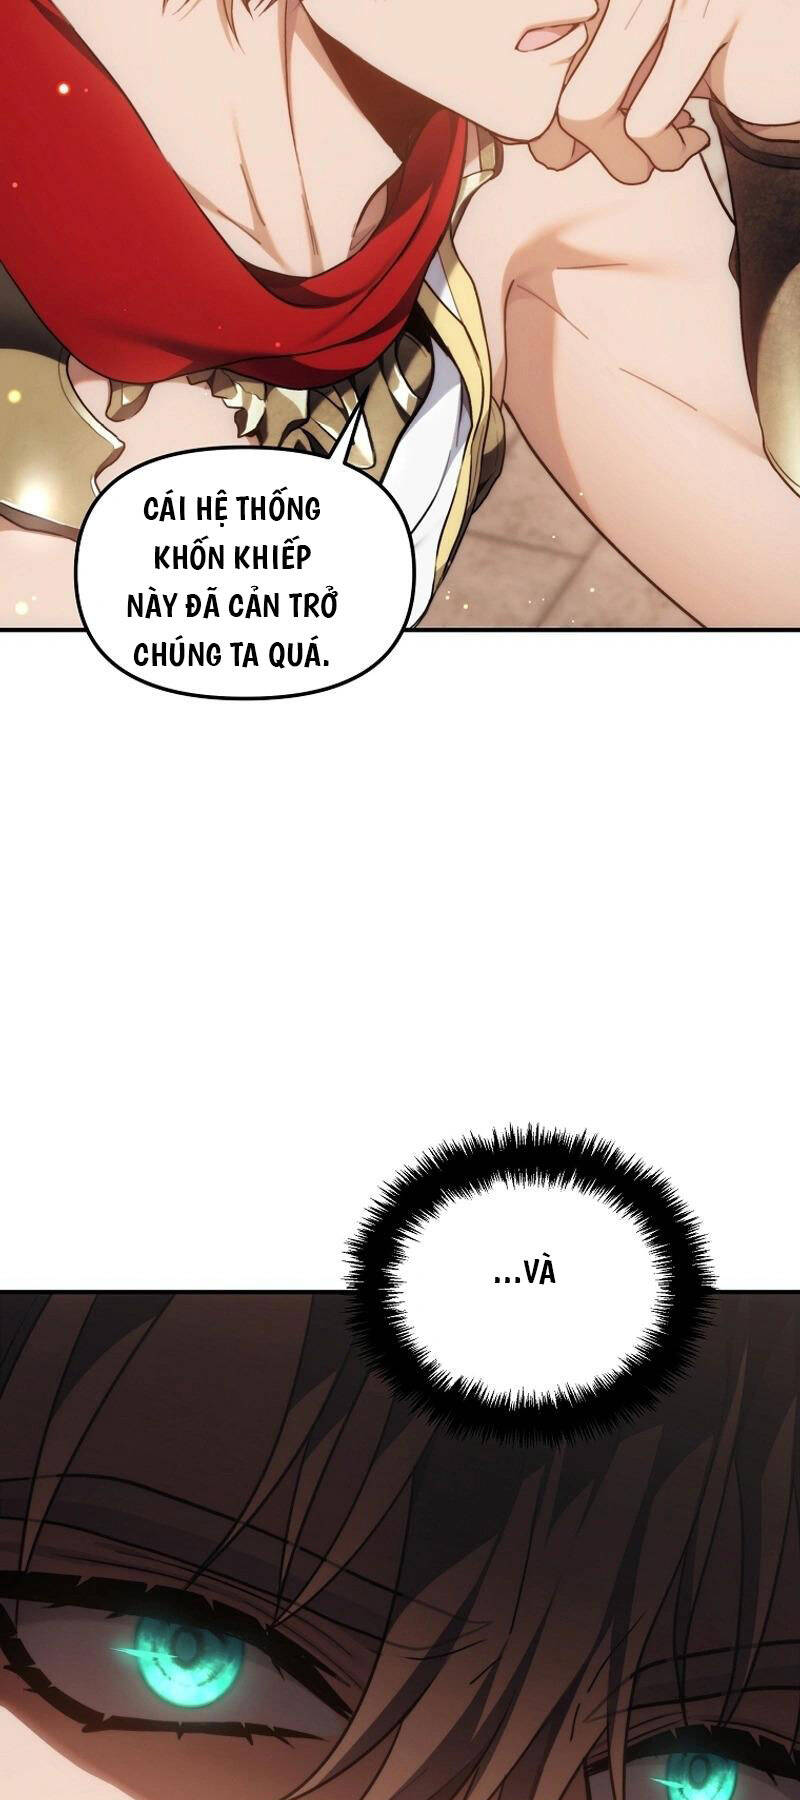 CÁI HỆ THỐNG
KHỐN KHIẾP
NÀY ĐÃ CẢN TRỞ
CHÚNG TA QUÁ.
...VÀ